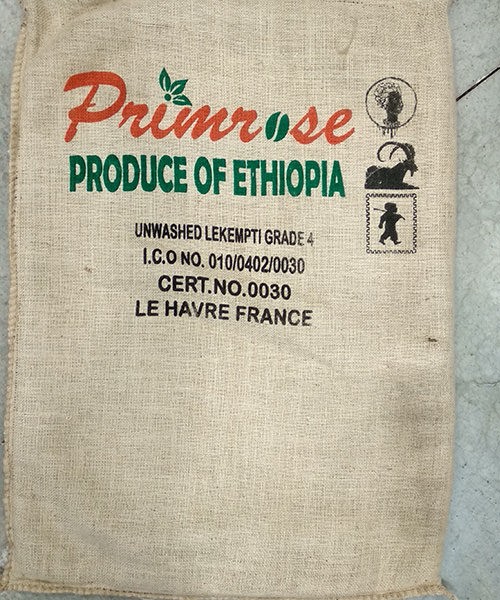 Primrose
PRODUCE OF ETHIOPIA
UNWASHED LEKEMPTI GRADE 4
I.C.O NO. 010/0402/0030
CERT.NO.0030
LE HAVRE FRANCE